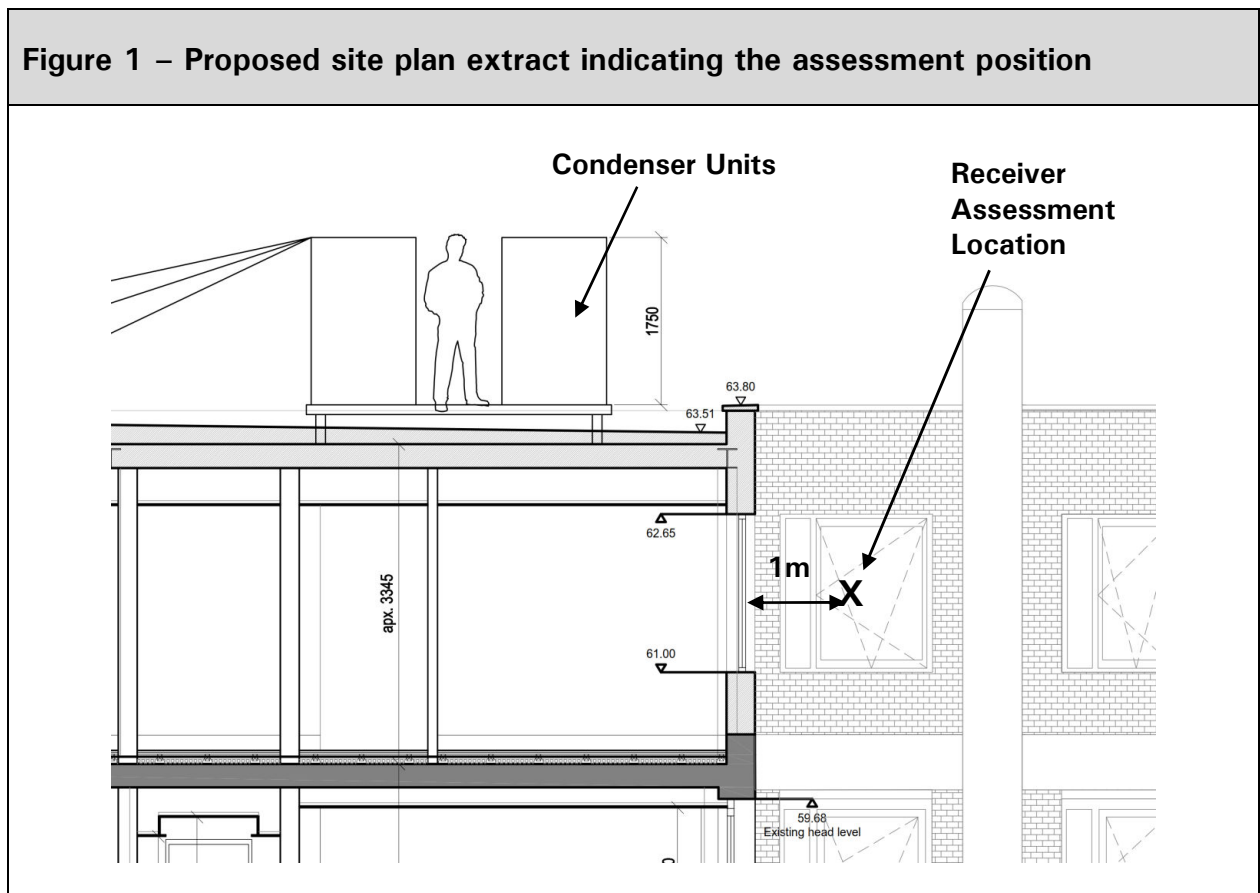 Figure 1 – Proposed site plan extract indicating the assessment position
Condenser Units
Receiver
Assessment
Location
1750
63.80
63.51
62.65
1m
X
apx. 3345
61.00
59.68
Existing head level